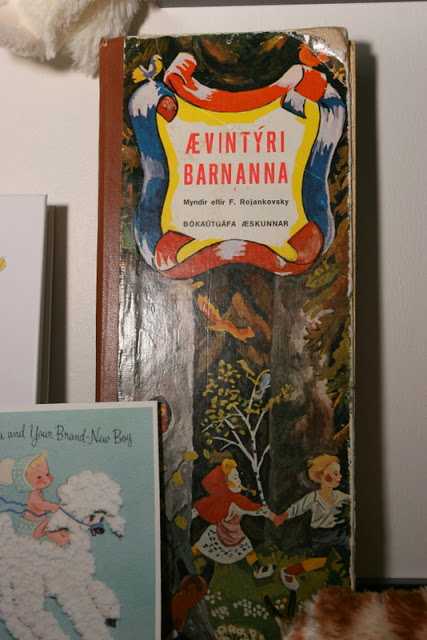 ÆVINTÝRI
BARNANNA
Myndir eftir F. Rojankovsky
BÓKAÚTGÁFA ÆSKUNNAR
and Your Brand-New Boy